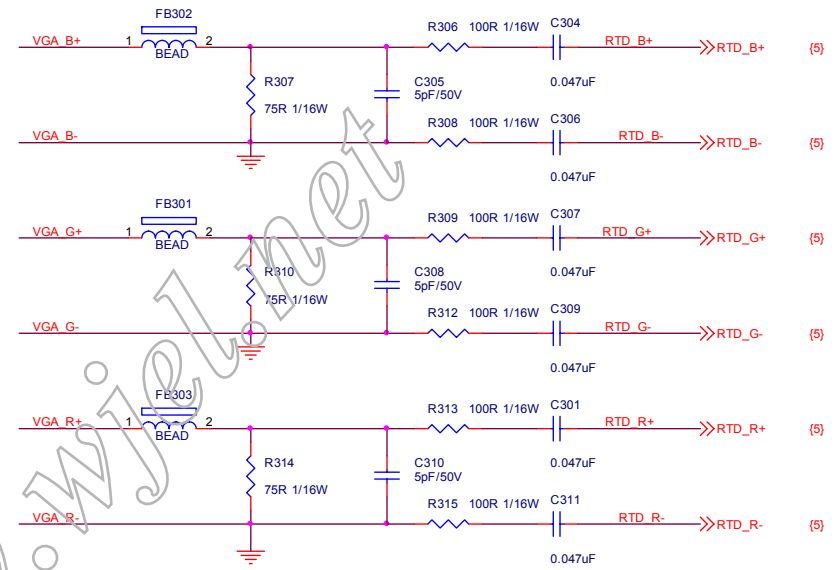 FB302
VGA_B+ 1 2 BEAD
R306 100R 1/16W C304
RTD_B+ RTD_B+ {5}
0.047uF
R307
75R 1/16W
C305
5pF/50V
R308 100R 1/16W C306
VGA_B- RTD_B- RTD_B- {5}
0.047uF
FB301
VGA_G+ 1 2 BEAD
R309 100R 1/16W C307
RTD_G+ RTD_G+ {5}
0.047uF
R310
75R 1/16W
C308
5pF/50V
R312 100R 1/16W C309
VGA_G- RTD_G- RTD_G- {5}
0.047uF
FB303
VGA_R+ 1 2 BEAD
R313 100R 1/16W C301
RTD_R+ RTD_R+ {5}
0.047uF
R314
75R 1/16W
C310
5pF/50V
R315 100R 1/16W C311
VGA_R- RTD_R- RTD_R- {5}
0.047uF
.wjel.net